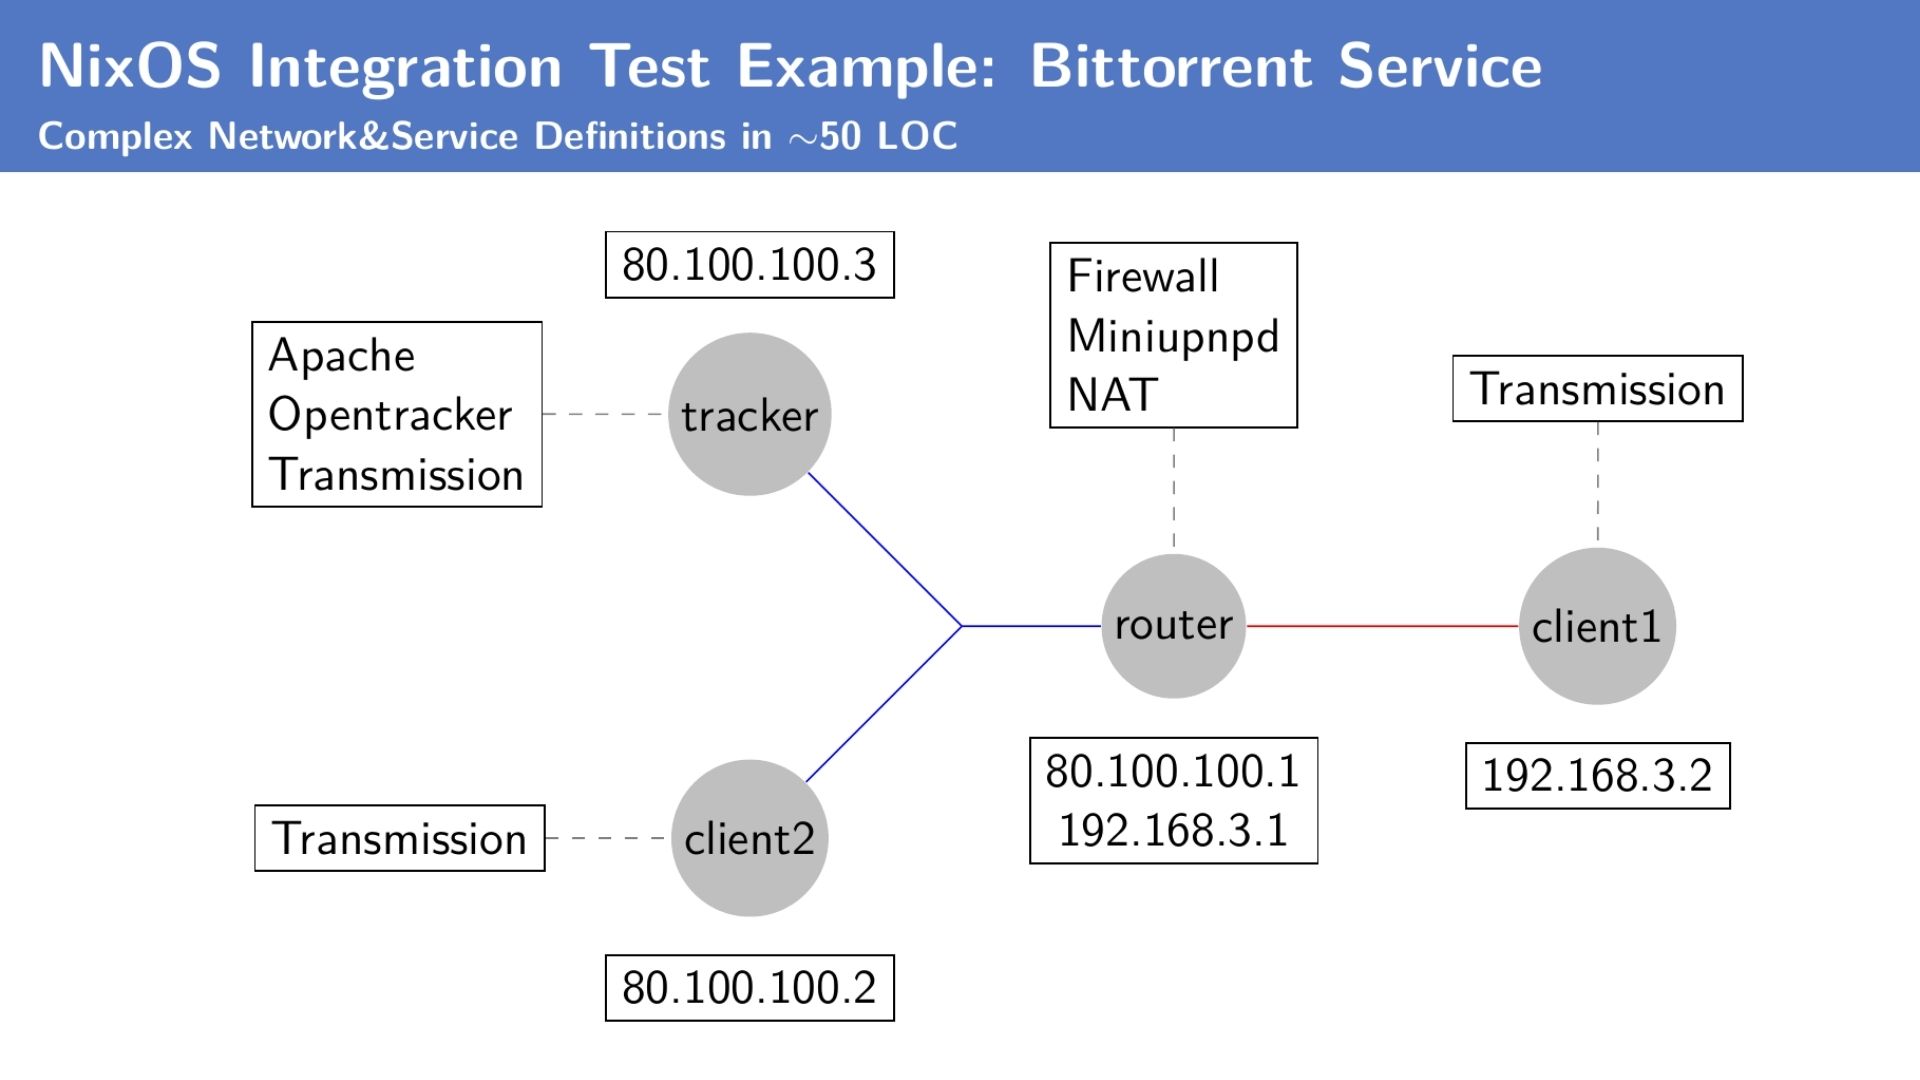 NixOS Integration Test Example: Bittorrent Service
Complex Network&Service Definitions in ~50 LOC
80.100.100.3
Apache
Opentracker
Transmission
tracker
Firewall
Miniupnpd
NAT
Transmission
router
client1
80.100.100.1
192.168.3.1
192.168.3.2
Transmission
client2
80.100.100.2